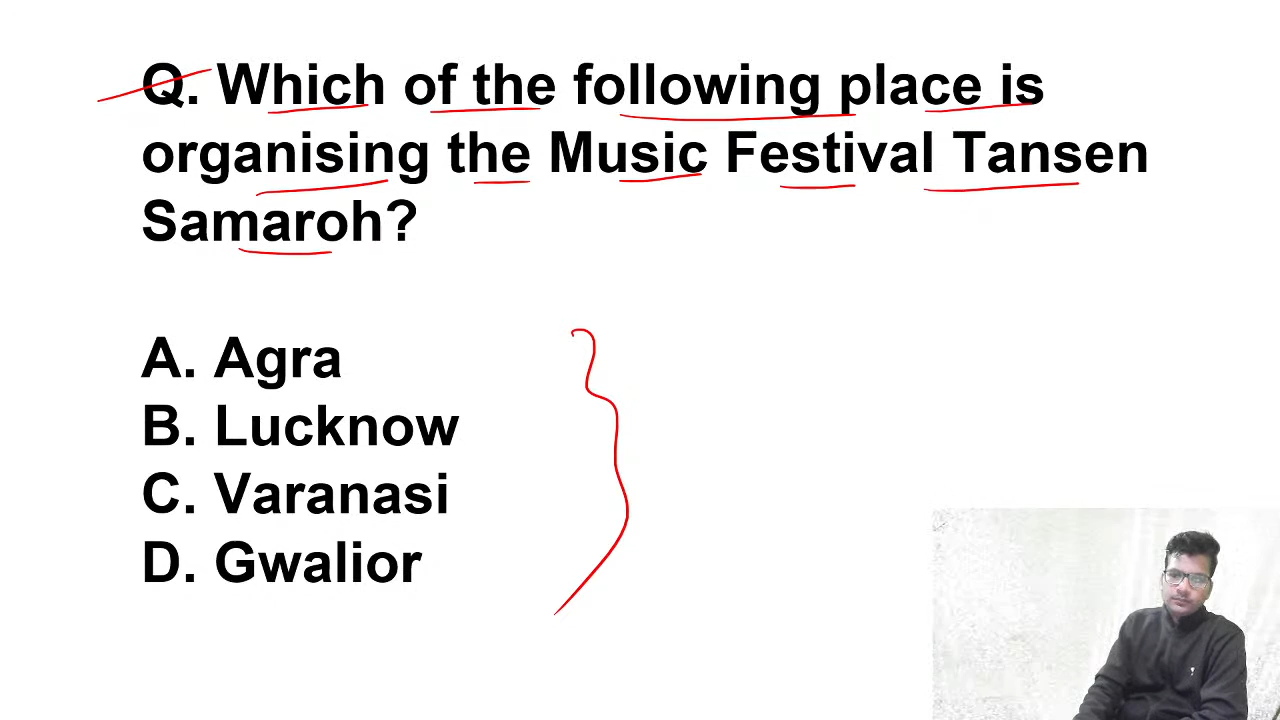 Q. Which of the following place is
organising the Music Festival Tansen
Samaroh?
A. Agra
B. Lucknow
C. Varanasi
D. Gwalior